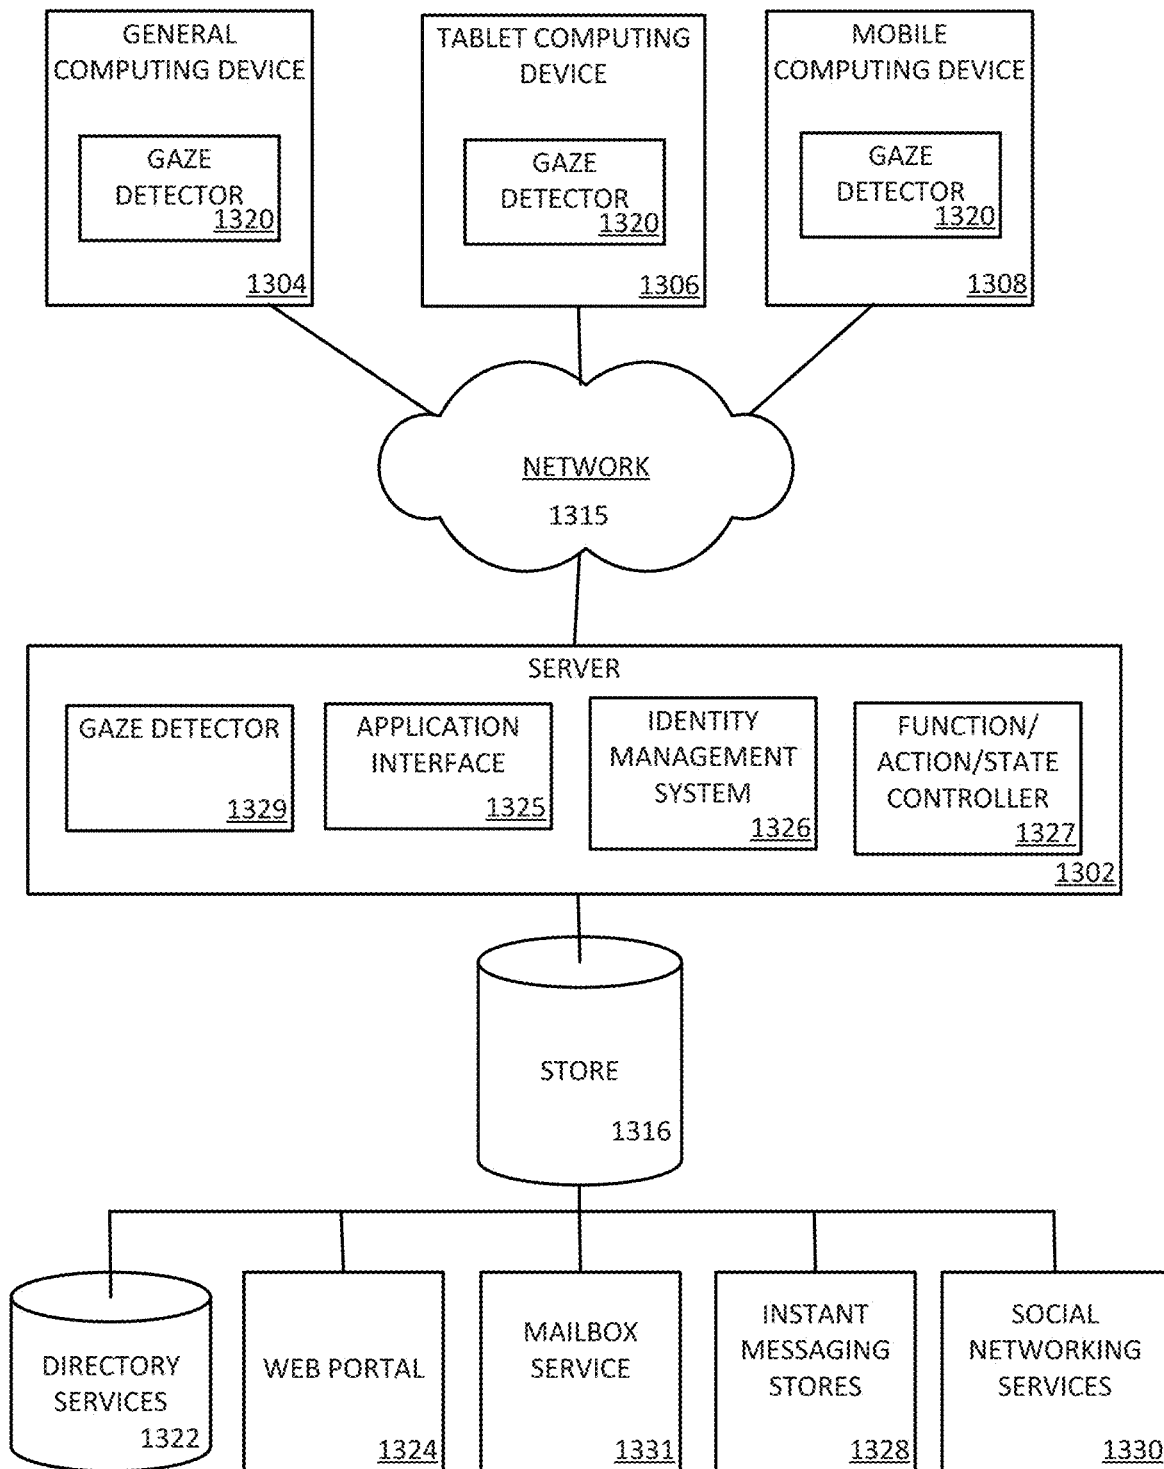 GENERAL
COMPUTING DEVICE
GAZE
DETECTOR
1320
1304
TABLET COMPUTING
DEVICE
GAZE
DETECTOR
1320
1306
MOBILE
COMPUTING DEVICE
GAZE
DETECTOR
1320
1308
NETWORK
1315
SERVER
GAZE DETECTOR
1329
APPLICATION
INTERFACE
1325
IDENTITY
MANAGEMENT
SYSTEM
1326
FUNCTION/
ACTION/STATE
CONTROLLER
1327
1302
STORE
1316
DIRECTORY
SERVICES
1322
WEB PORTAL
1324
MAILBOX
SERVICE
1331
INSTANT
MESSAGING
STORES
1328
SOCIAL
NETWORKING
SERVICES
1330